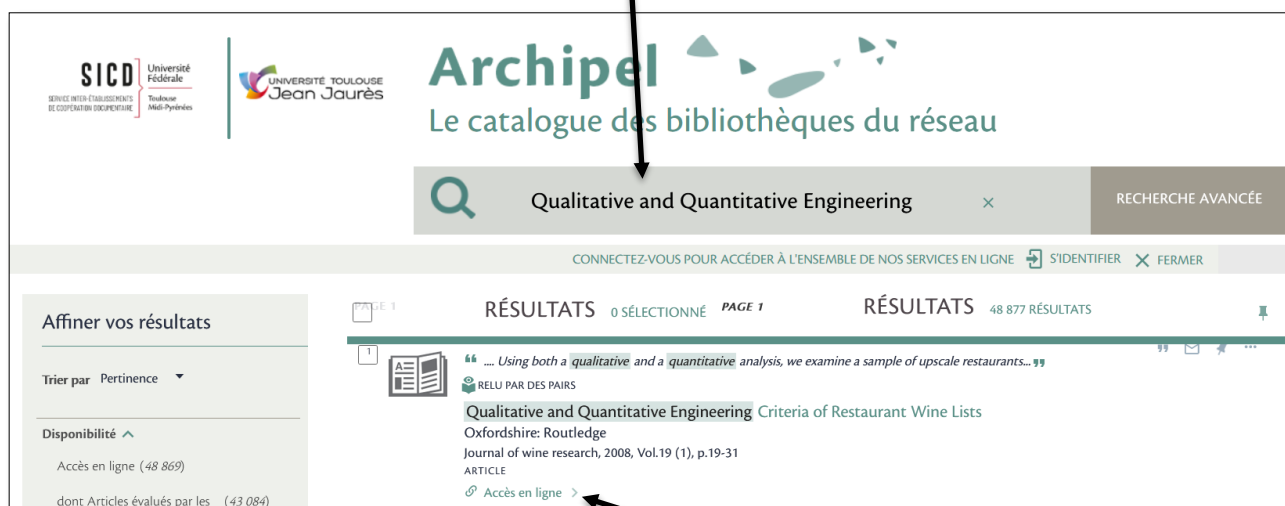 SICD
Université
Fédérale
SERVICE INTER-ÉTABLISSEMENTS
DE COOPÉRATION DOCUMENTAIRE
Toulouse
Midi-Pyrénées
UNIVERSITÉ TOULOUSE
Jean Jaurès
Archipel
Le catalogue des bibliothèques du réseau
Qualitative and Quantitative Engineering ×
RECHERCHE AVANCÉE
CONNECTEZ-VOUS POUR ACCÉDER À L'ENSEMBLE DE NOS SERVICES EN LIGNE S'IDENTIFIER FERMER
Affiner vos résultats
Trier par Pertinence
Disponibilité
Accès en ligne (48 869)
dont Articles évalués par les (43 084)
PAGE 1 RÉSULTATS 0 SÉLECTIONNÉ PAGE 1 RÉSULTATS 48 877 RÉSULTATS
1
“ .... Using both a qualitative and a quantitative analysis, we examine a sample of upscale restaurants... ”
RELU PAR DES PAIRS
Qualitative and Quantitative Engineering Criteria of Restaurant Wine Lists
Oxfordshire: Routledge
Journal of wine research, 2008, Vol.19 (1), p.19-31
ARTICLE
Accès en ligne >